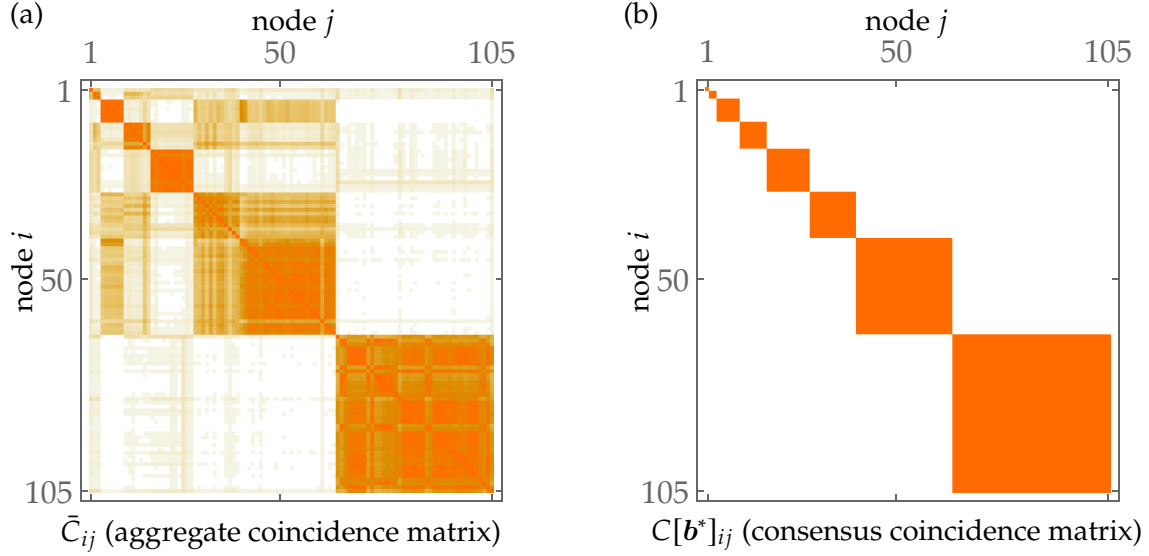 (a)
node j
1 50 105
node i
1
50
105
C̄ij (aggregate coincidence matrix)
(b)
node j
1 50 105
node i
1
50
105
C[b*]ij (consensus coincidence matrix)